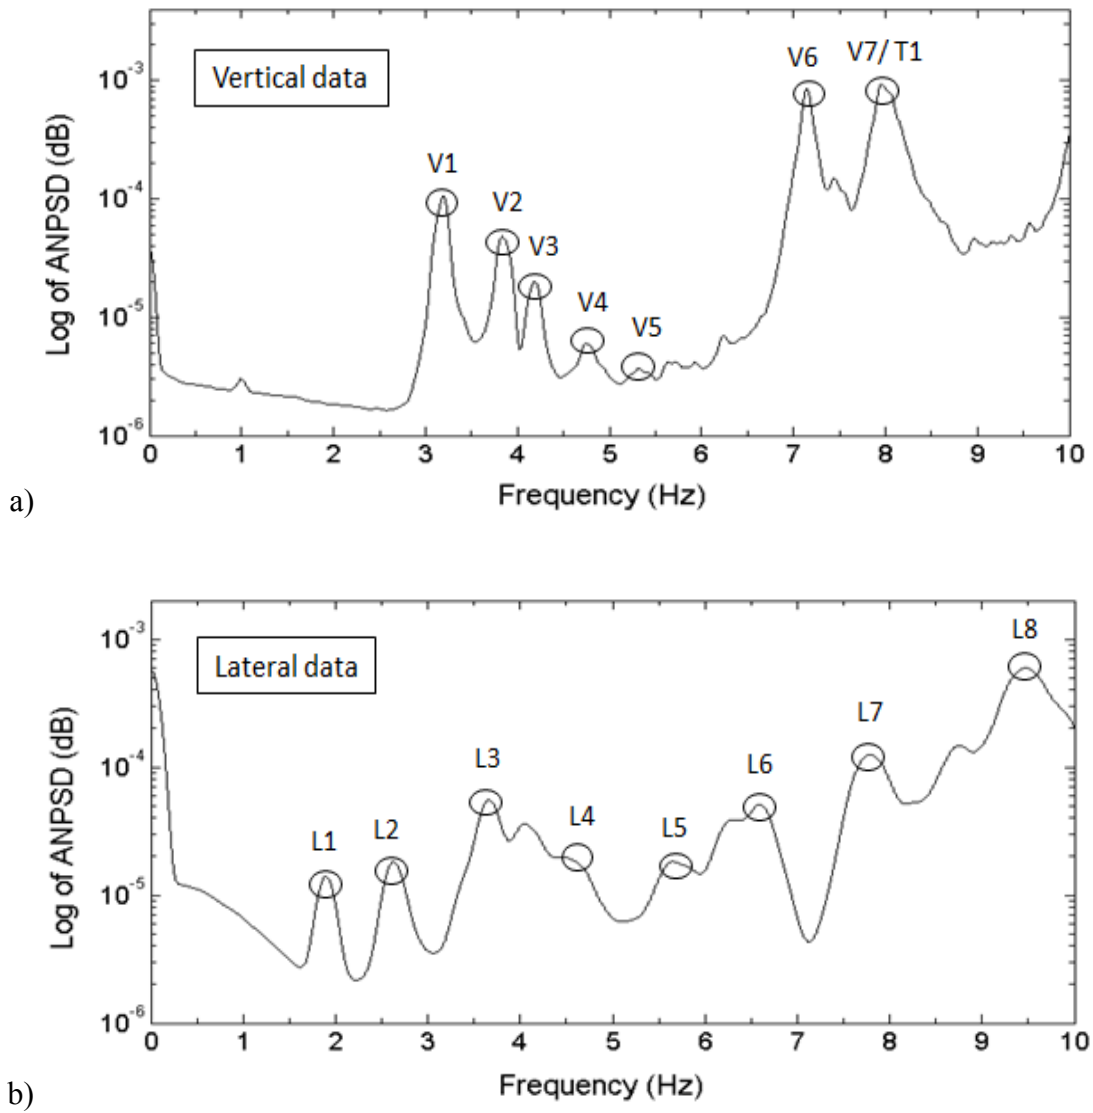 Vertical data
V1
V2
V3
V4
V5
V6
V7/ T1
Log of ANPSD (dB)
10-3
10-4
10-5
10-6
0 1 2 3 4 5 6 7 8 9 10
Frequency (Hz)
a)
Lateral data
L1
L2
L3
L4
L5
L6
L7
L8
Log of ANPSD (dB)
10-3
10-4
10-5
10-6
0 1 2 3 4 5 6 7 8 9 10
Frequency (Hz)
b)